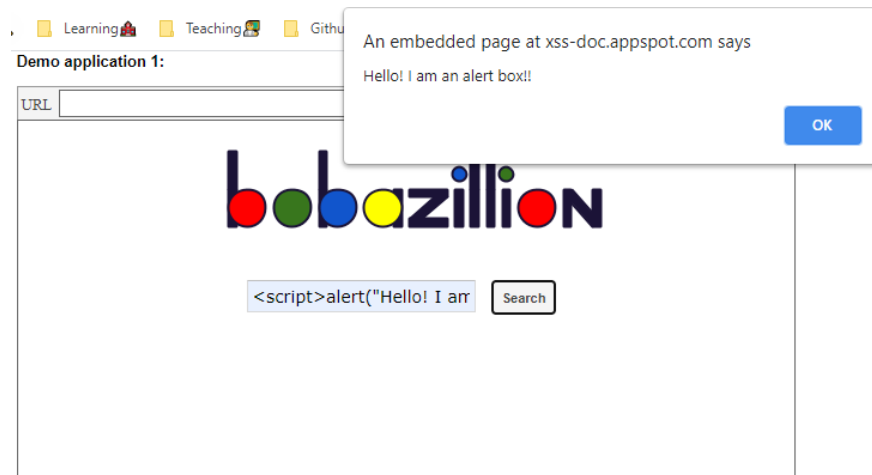 Learning
Teaching
Githu
An embedded page at xss-doc.appspot.com says
Hello! I am an alert box!!
OK
Demo application 1:
URL
bobazillion
<script>alert("Hello! I am
Search